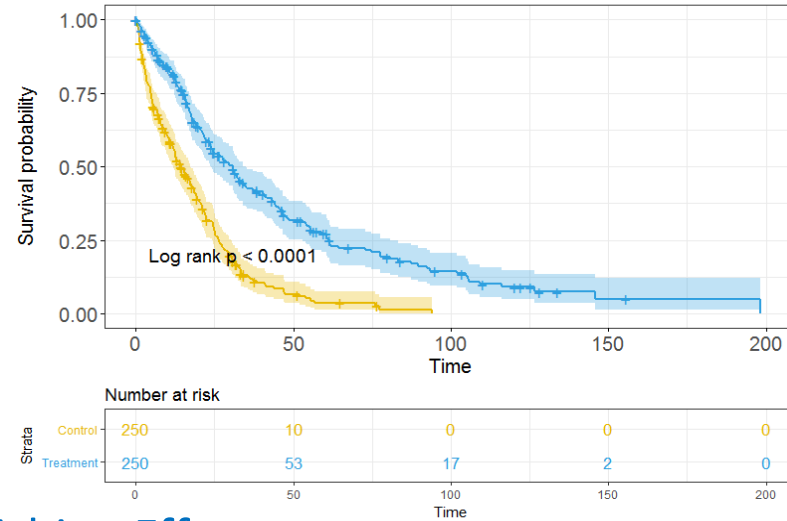 1.00
0.75
0.50
0.25
0.00
Survival probability
Log rank p < 0.0001
0 50 100 150 200
Time
Number at risk
Strata
Control 250 10 0 0 0
Treatment 250 53 17 2 0
0 50 100 150 200
Time